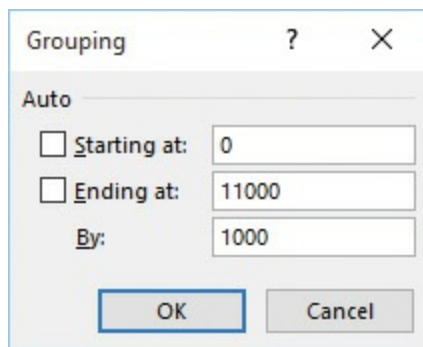 Grouping ? X
Auto
Starting at: 0
Ending at: 11000
By: 1000
OK Cancel